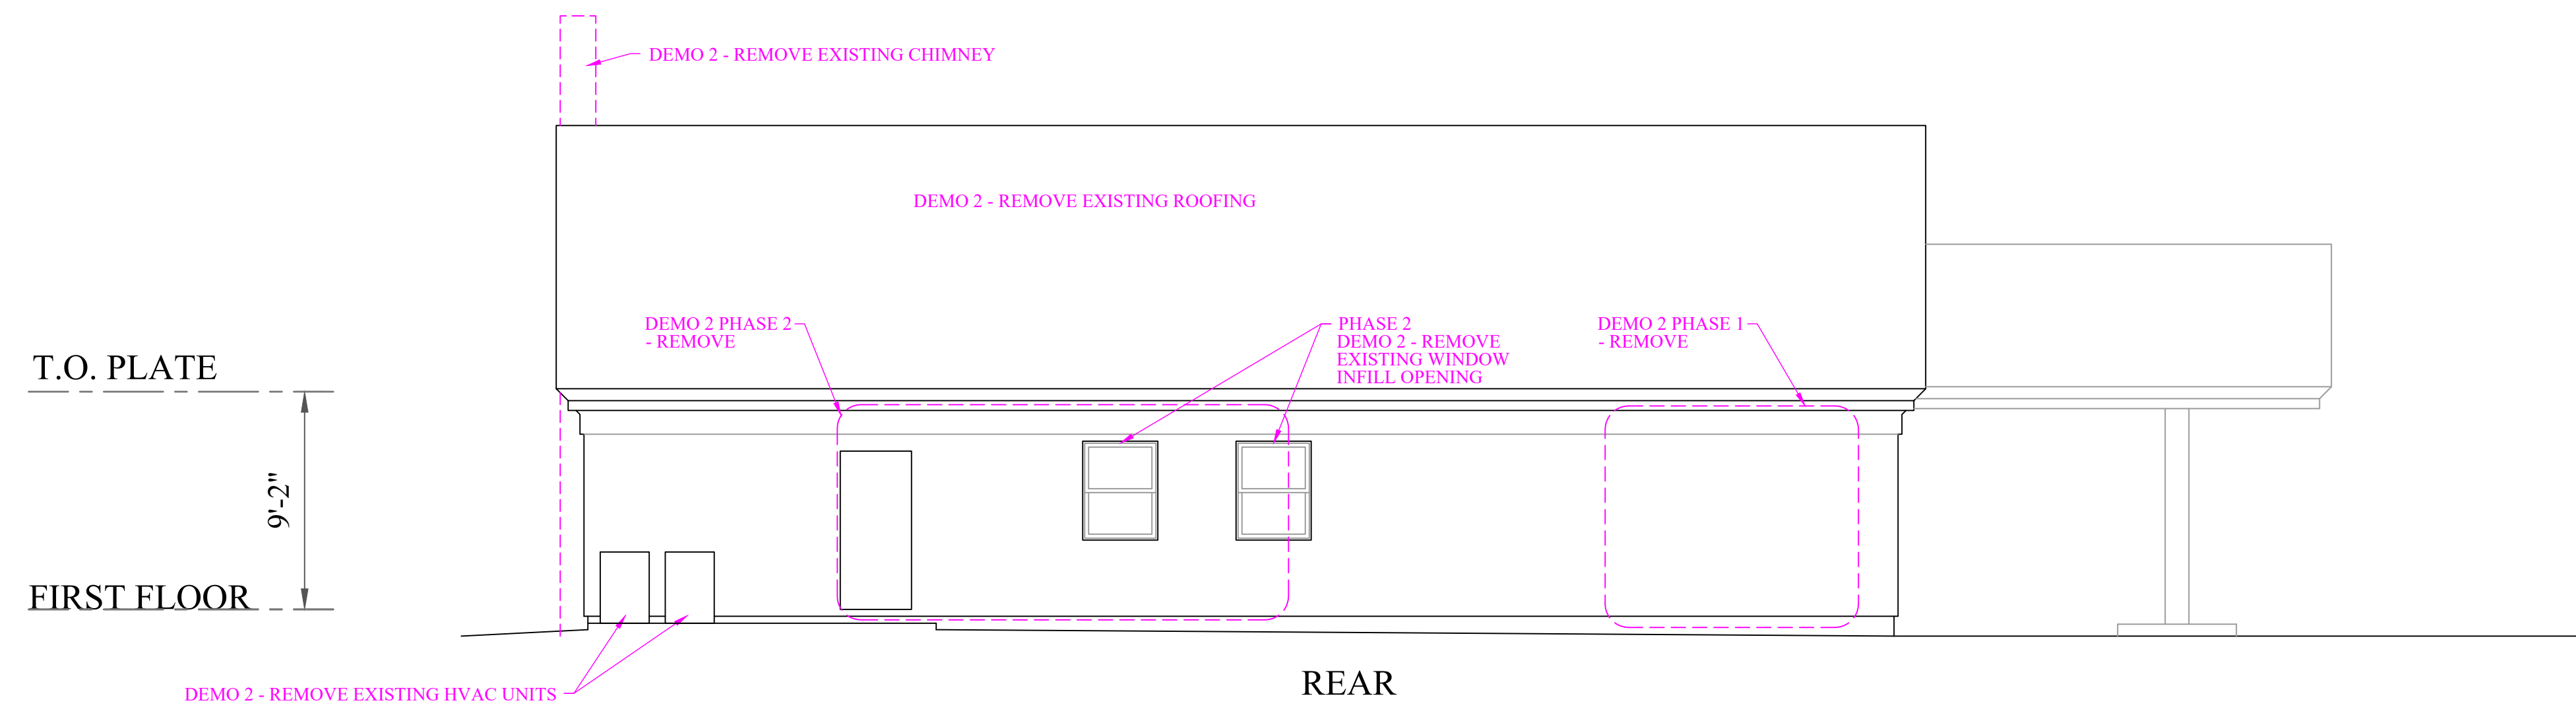 DEMO 2 - REMOVE EXISTING CHIMNEY
DEMO 2 - REMOVE EXISTING ROOFING
DEMO 2 PHASE 2
- REMOVE
PHASE 2
DEMO 2 - REMOVE
EXISTING WINDOW
INFILL OPENING
DEMO 2 PHASE 1
- REMOVE
T.O. PLATE
9'-2"
FIRST FLOOR
DEMO 2 - REMOVE EXISTING HVAC UNITS
REAR